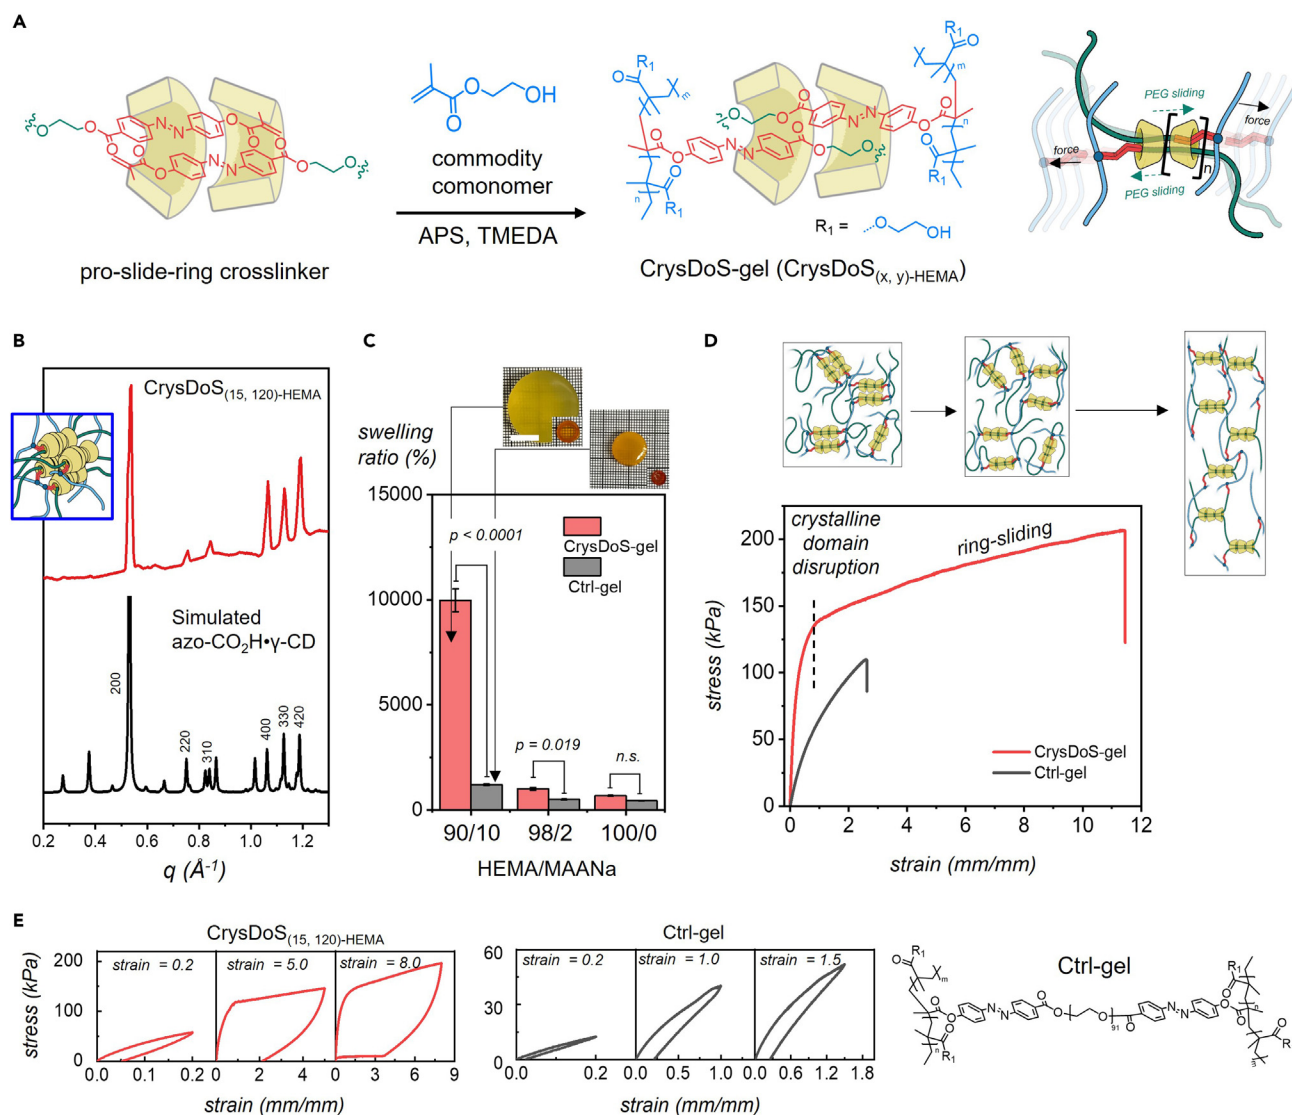 A
O
O
O
N=N
O
O
O
O
N=N
O
O
O
pro-slide-ring crosslinker
O
O
OH
commodity
comonomer
APS, TMEDA
R1
O
m
n
O
O
N=N
O
O
O
R1 =
O
OH
CrysDoS-gel (CrysDoS(x, y)-HEMA)
PEG sliding
force
force
n
PEG sliding
B
CrysDoS(15, 120)-HEMA
Simulated
azo-CO2H•γ-CD
200
220
310
400
330
420
0.2 0.4 0.6 0.8 1.0 1.2
q (Å-1)
C
swelling
ratio (%)
15000
10000
5000
0
p < 0.0001
CrysDoS-gel
Ctrl-gel
p = 0.019
n.s.
90/10 98/2 100/0
HEMA/MAANa
D
crystalline
domain
disruption
ring-sliding
stress (kPa)
200
150
100
50
0
CrysDoS-gel
Ctrl-gel
0 2 4 6 8 10 12
strain (mm/mm)
E
CrysDoS(15, 120)-HEMA
stress (kPa)
200
100
0
strain = 0.2
strain = 5.0
strain = 8.0
0.0 0.1 0.2
0 2 4
0 3 6 9
strain (mm/mm)
Ctrl-gel
60
30
0
strain = 0.2
strain = 1.0
strain = 1.5
0.0 0.2
0.0 0.5 1.0
0.0 0.6 1.2 1.8
strain (mm/mm)
Ctrl-gel
R1
O
m
n
O
O
N
N
O
O
O
91
O
N
N
O
O
R1
n
m